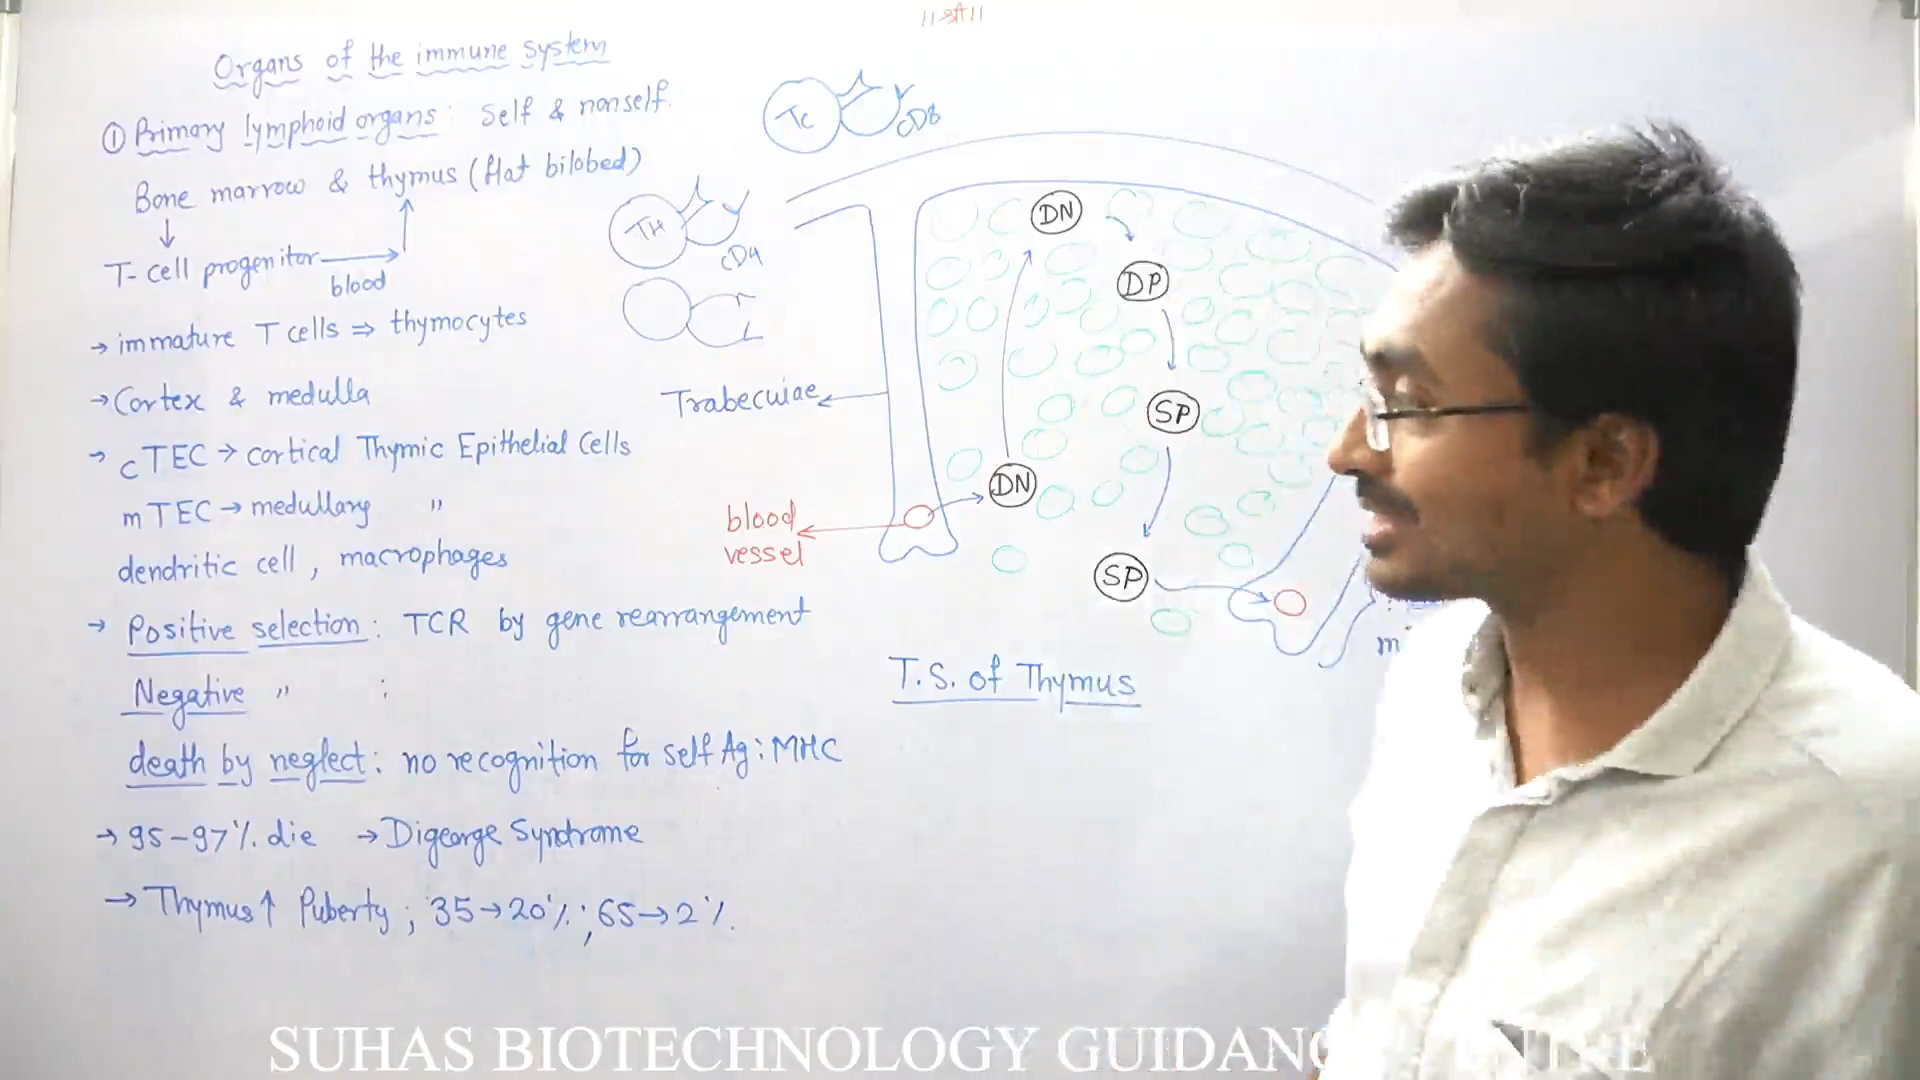 ॥श्री॥
Organs of the immune system
① Primary lymphoid organs: Self & nonself.
Bone marrow & thymus (flat bilobed)
T-cell progenitor
blood
→ immature T cells ⇒ thymocytes
→ Cortex & medulla
→ cTEC → cortical Thymic Epithelial Cells
mTEC → medullary "
dendritic cell, macrophages
→ Positive selection: TCR by gene rearrangement
Negative " :
death by neglect: no recognition for self Ag:MHC
→ 95-97% die → Digeorge Syndrome
→ Thymus↑ Puberty; 35→20%; 65→2%.
Tc
CD8
TH
CD4
Trabeculae
blood
vessel
DN
DP
SP
DN
SP
m
T.S. of Thymus
SUHAS BIOTECHNOLOGY GUIDANCE CENTRE